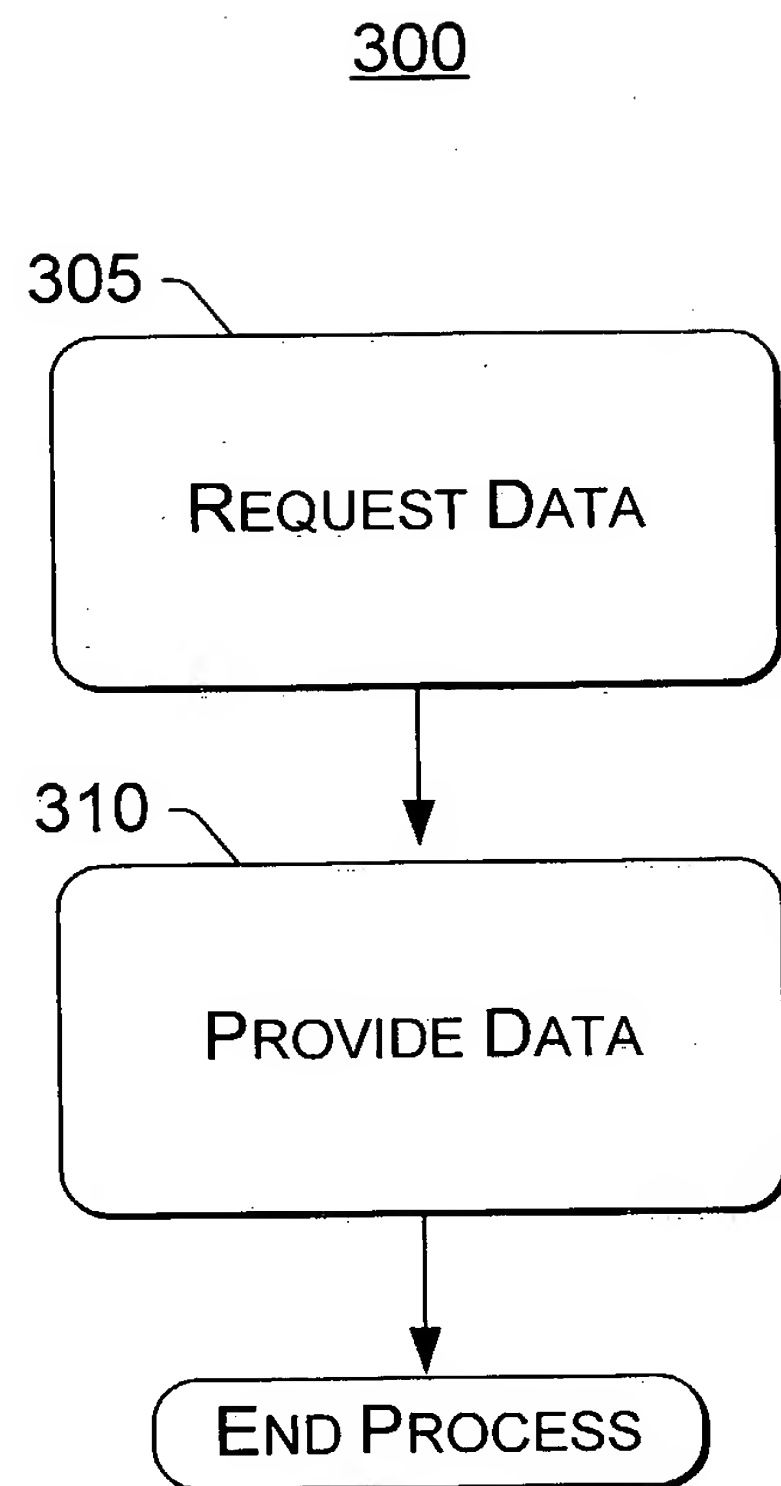 300
305
REQUEST DATA
310
PROVIDE DATA
END PROCESS